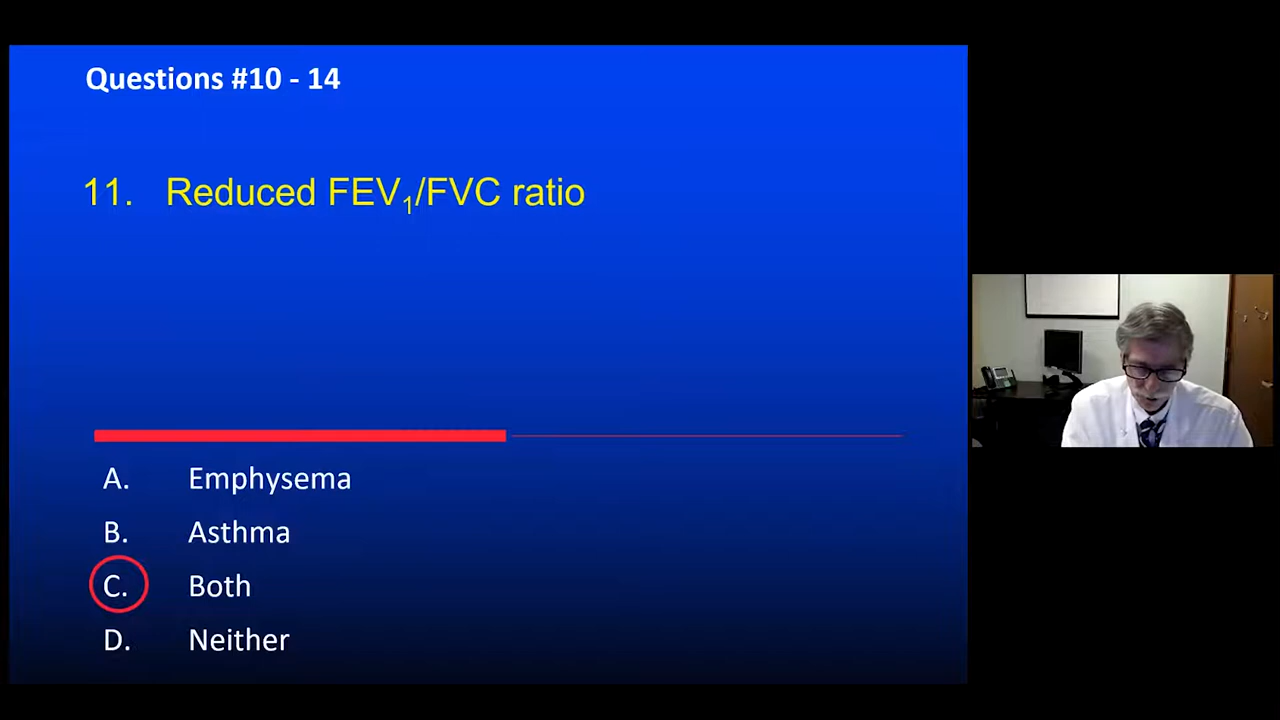 Questions #10 - 14
11. Reduced FEV₁/FVC ratio
A. Emphysema
B. Asthma
C. Both
D. Neither